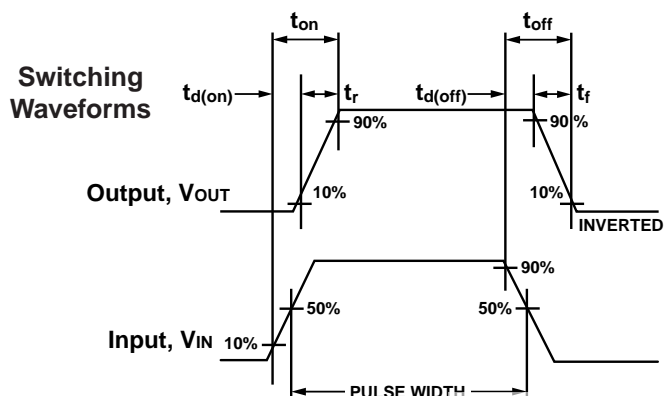 ton
toff
Switching
Waveforms
td(on)
tr
td(off)
tf
90%
90 %
Output, VOUT
10%
10%
INVERTED
90%
50%
50%
Input, VIN
10%
PULSE WIDTH